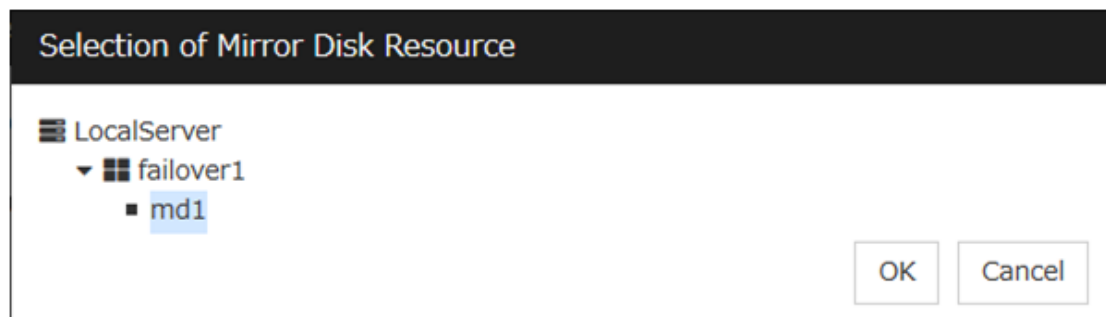 Selection of Mirror Disk Resource
LocalServer
failover1
md1
OK Cancel